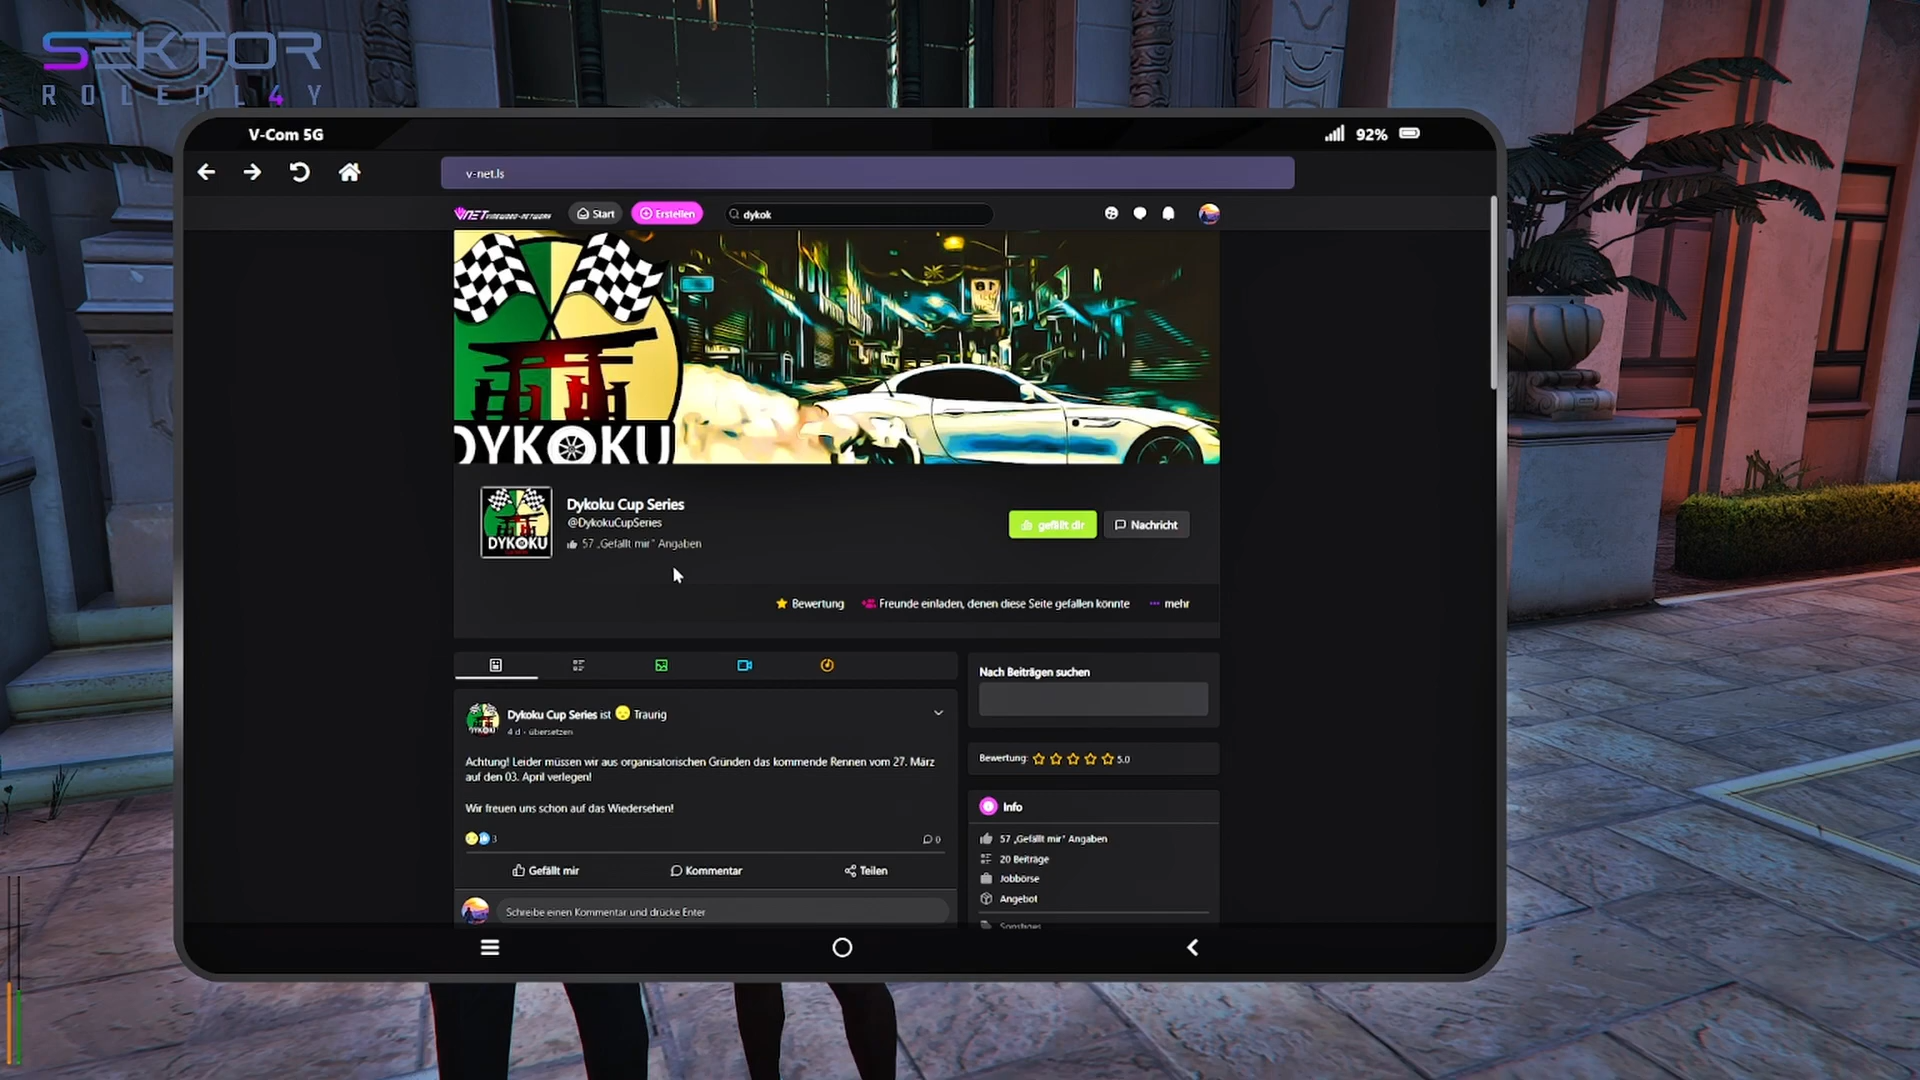 SEKTOR
ROLEPL4Y
V-Com 5G
92%
v-net.ls
VNET VINEWOOD-NETWORK
Start
Erstellen
dykok
DYKOKU
Dykoku Cup Series
@DykokuCupSeries
57 „Gefällt mir" Angaben
gefällt dir
Nachricht
DYKOKU
Bewertung
Freunde einladen, denen diese Seite gefallen könnte
mehr
Nach Beiträgen suchen
Dykoku Cup Series ist Traurig
4 d - übersetzen
Achtung! Leider müssen wir aus organisatorischen Gründen das kommende Rennen vom 27. März
auf den 03. April verlegen!
Wir freuen uns schon auf das Wiedersehen!
3
0
Gefällt mir
Kommentar
Teilen
Schreibe einen Kommentar und drücke Enter
Bewertung: 5.0
Info
57 „Gefällt mir" Angaben
20 Beiträge
Jobbörse
Angebot
Sonstiges